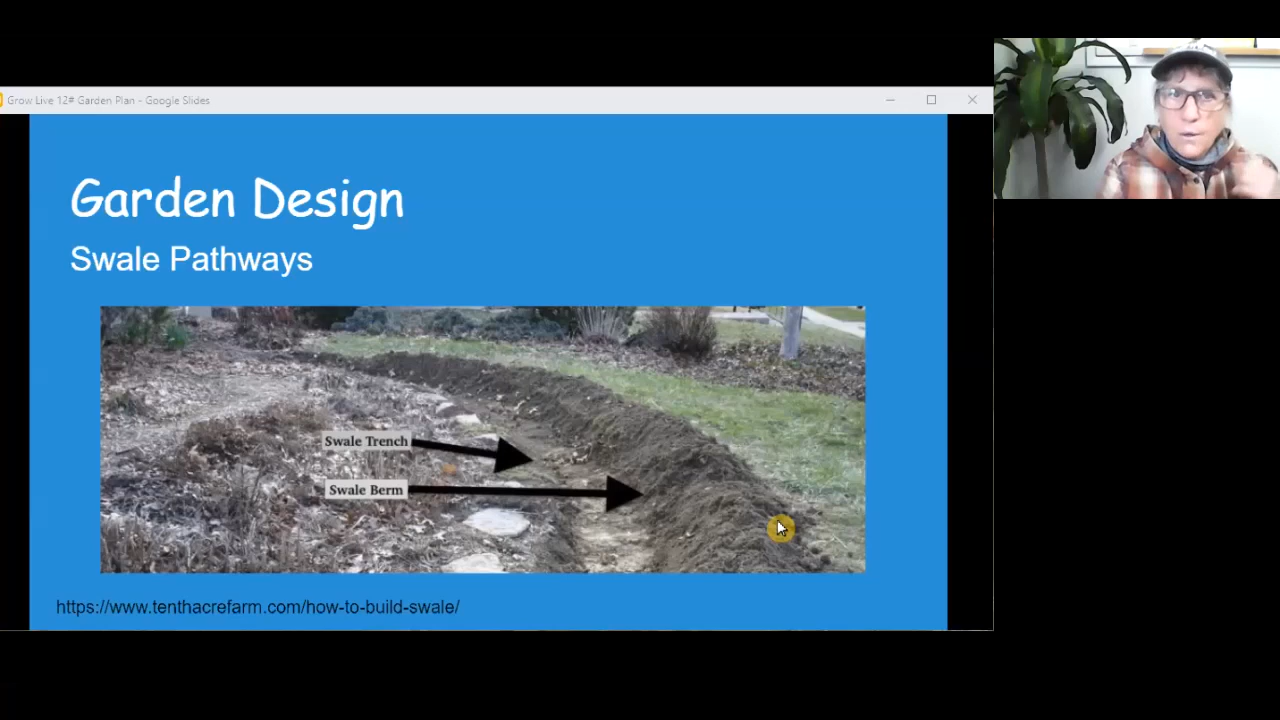 Grow Live 12# Garden Plan - Google Slides
Garden Design
Swale Pathways
Swale Trench
Swale Berm
https://www.tenthacrefarm.com/how-to-build-swale/